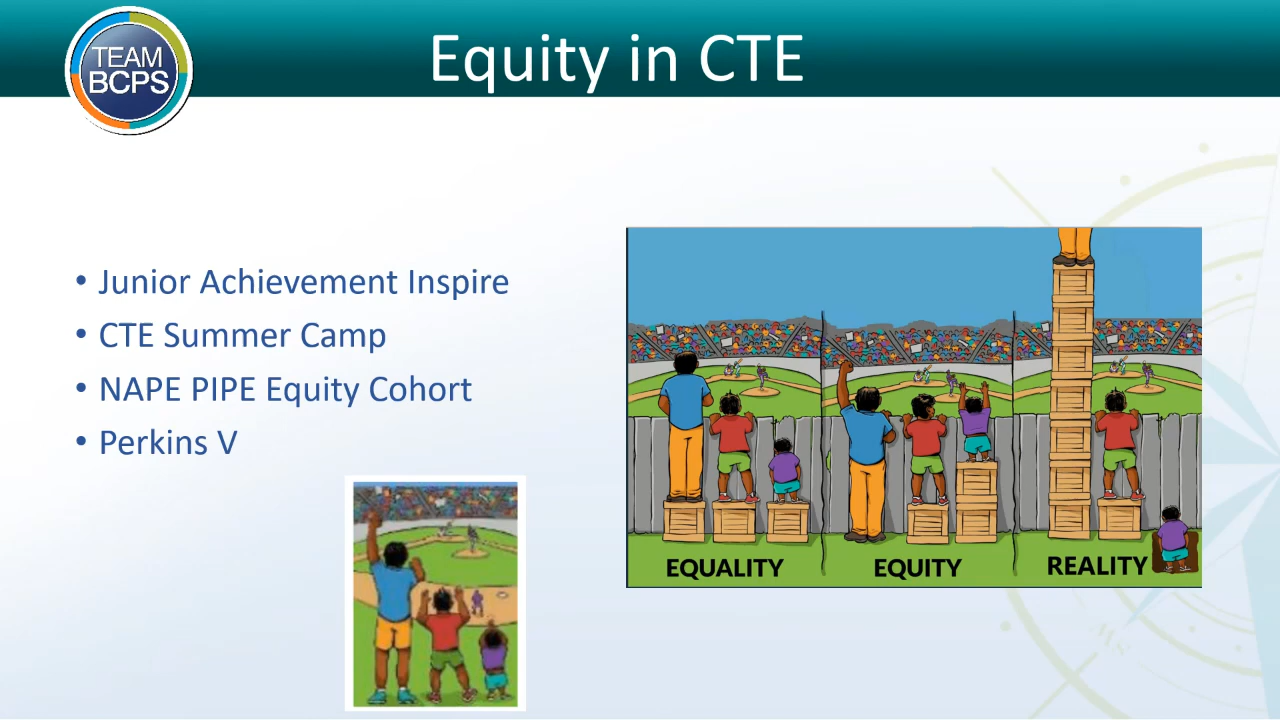 TEAM
BCPS
Equity in CTE
• Junior Achievement Inspire
• CTE Summer Camp
• NAPE PIPE Equity Cohort
• Perkins V
EQUALITY
EQUITY
REALITY